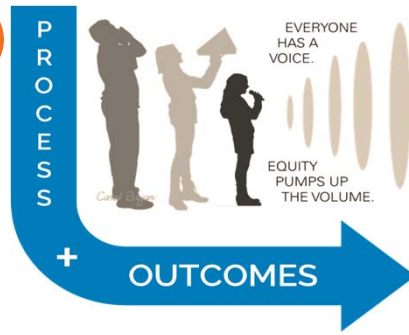 PROCESS
EVERYONE
HAS A
VOICE.
EQUITY
PUMPS UP
THE VOLUME.
+
OUTCOMES